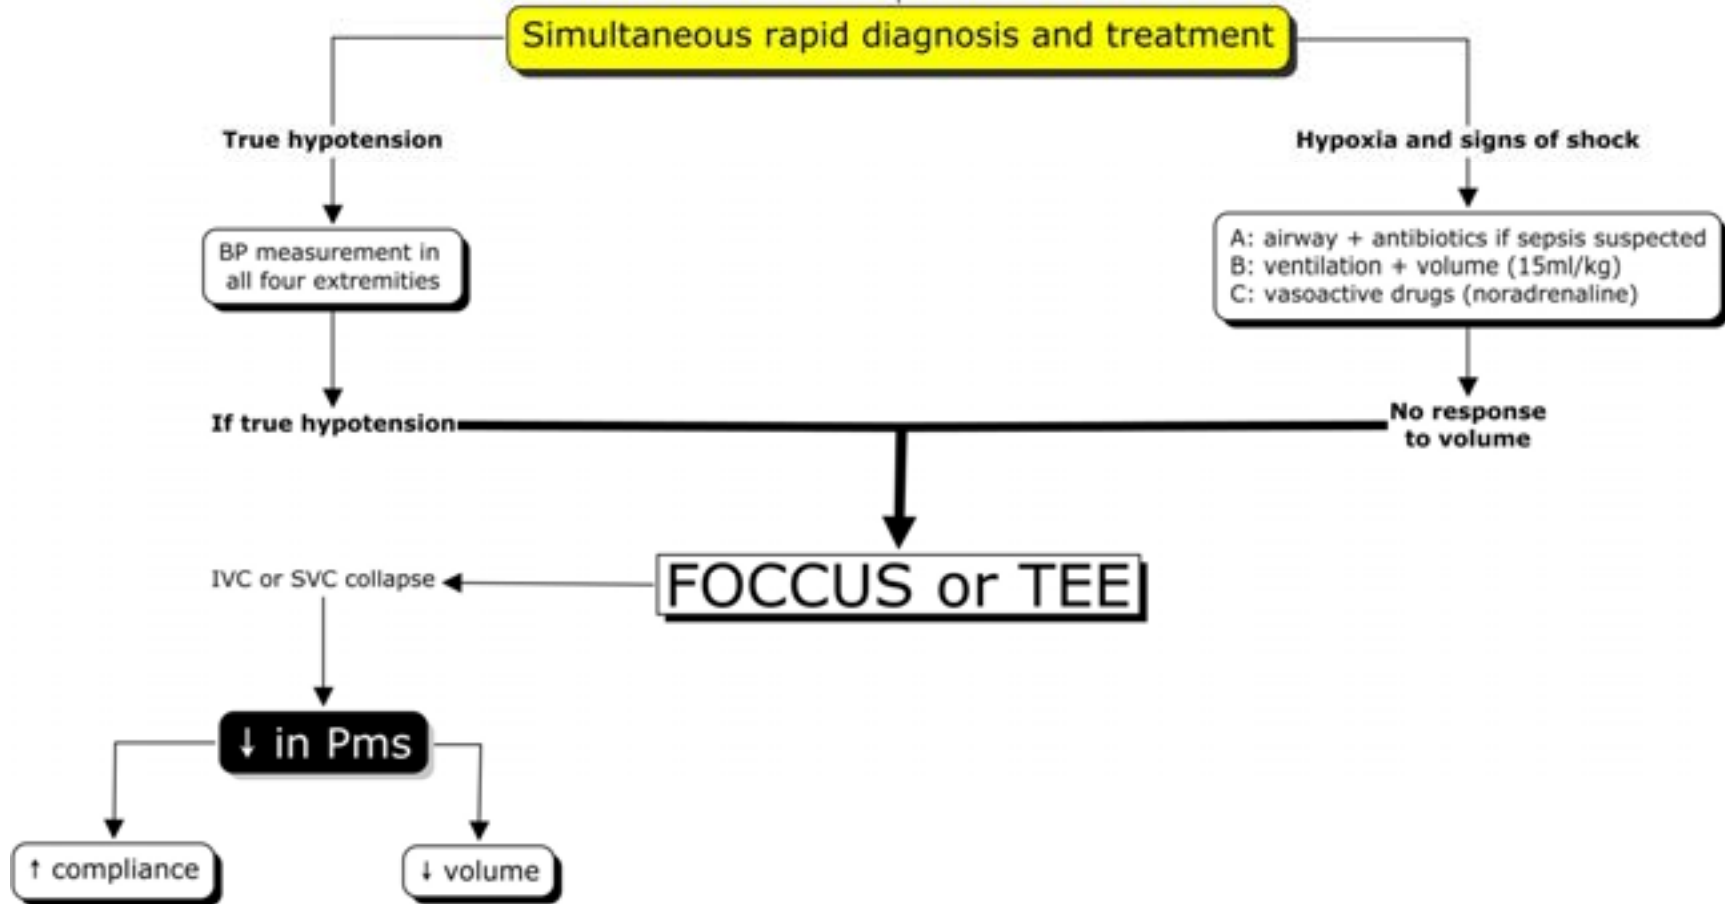 Simultaneous rapid diagnosis and treatment
True hypotension
Hypoxia and signs of shock
BP measurement in
all four extremities
A: airway + antibiotics if sepsis suspected
B: ventilation + volume (15ml/kg)
C: vasoactive drugs (noradrenaline)
If true hypotension
No response
to volume
FOCCUS or TEE
IVC or SVC collapse
↓ in Pms
↑ compliance
↓ volume